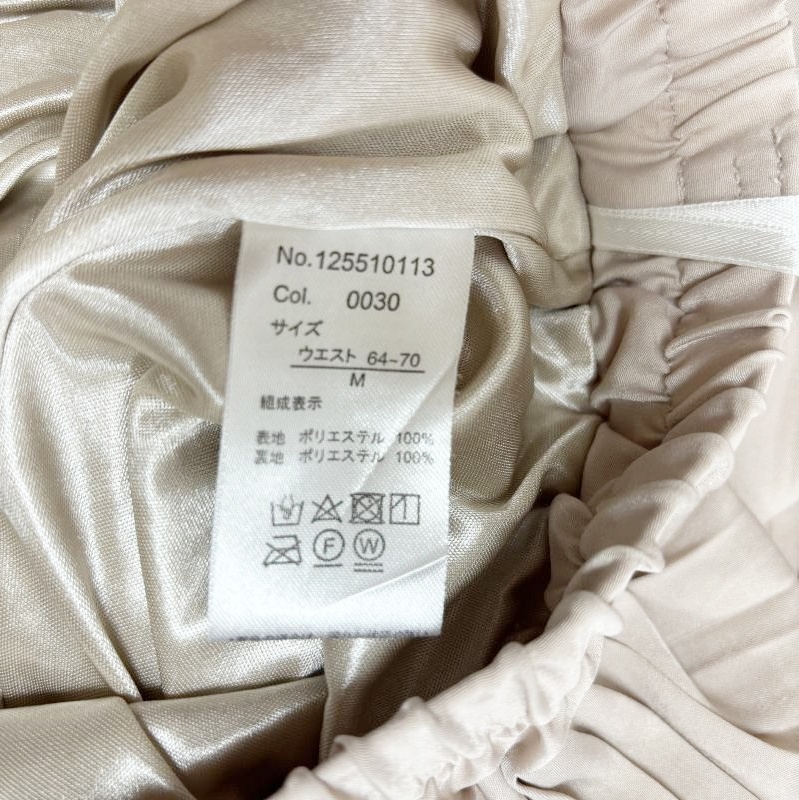 No.125510113
Col. 0030
サイズ
ウエスト 64~70
M
組成表示
表地 ポリエステル 100%
裏地 ポリエステル 100%
F W